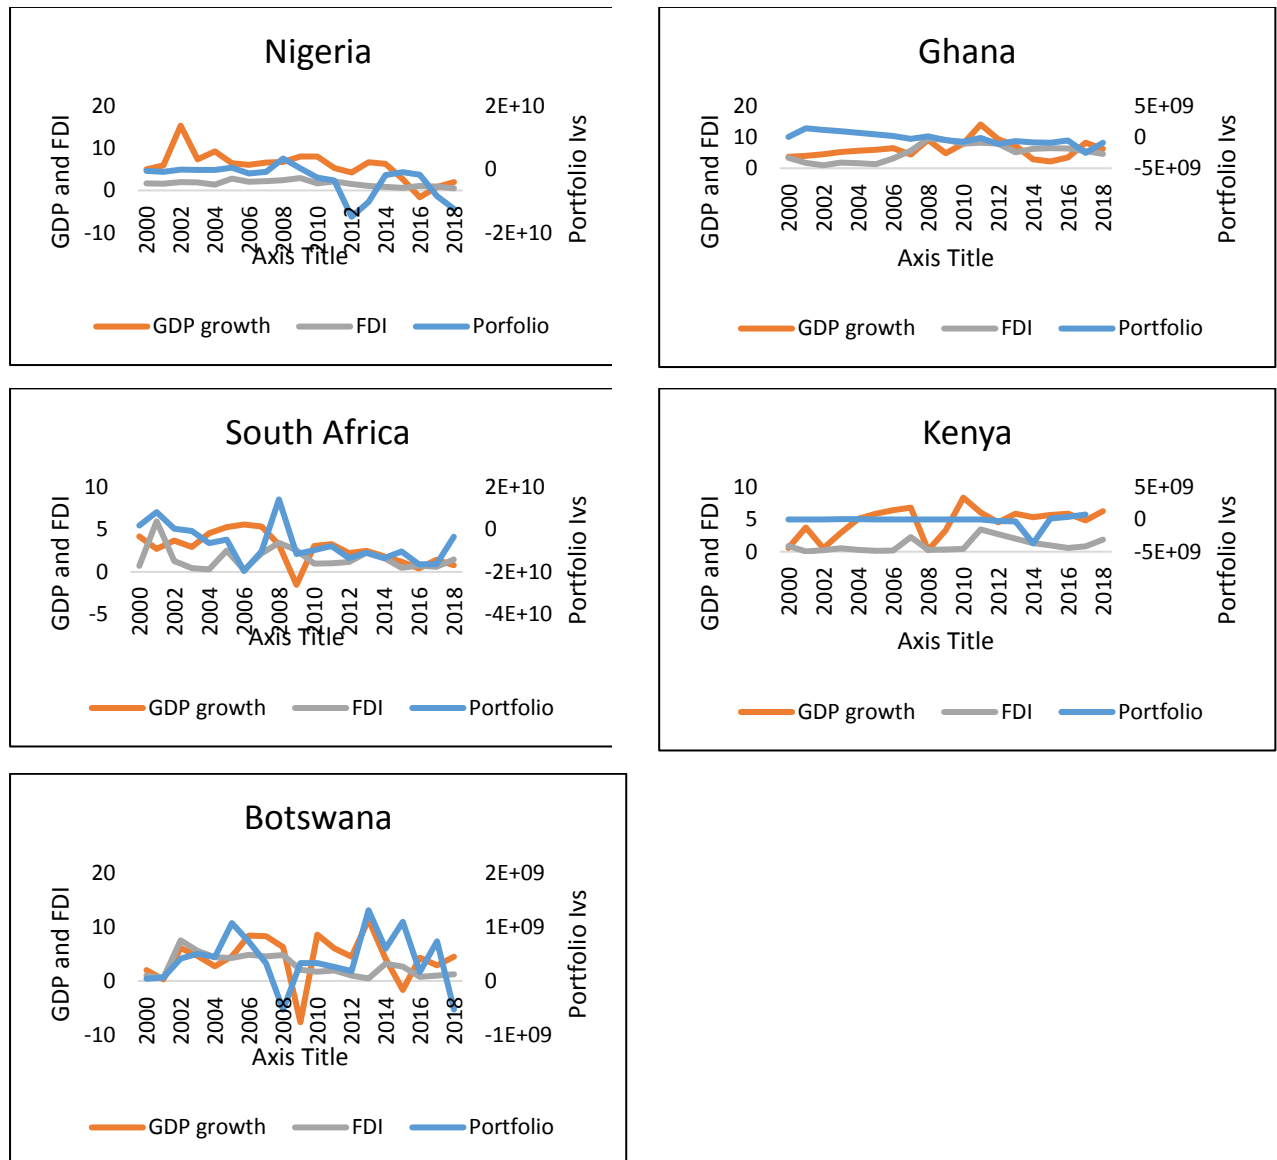 Nigeria
GDP and FDI
20
10
0
-10
2E+10
0
-2E+10
Portfolio Ivs
2000
2002
2004
2006
2008
2010
2012
2014
2016
2018
Axis Title
GDP growth FDI Porfolio
Ghana
GDP and FDI
20
10
0
5E+09
0
-5E+09
Portfolio Ivs
2000
2002
2004
2006
2008
2010
2012
2014
2016
2018
Axis Title
GDP growth FDI Portfolio
South Africa
GDP and FDI
10
5
0
-5
2E+10
0
-2E+10
-4E+10
Portfolio Ivs
2000
2002
2004
2006
2008
2010
2012
2014
2016
2018
Axis Title
GDP growth FDI Portfolio
Kenya
GDP and FDI
10
5
0
5E+09
0
-5E+09
Portfolio Ivs
2000
2002
2004
2006
2008
2010
2012
2014
2016
2018
Axis Title
GDP growth FDI Portfolio
Botswana
GDP and FDI
20
10
0
-10
2E+09
1E+09
0
-1E+09
Portfolio Ivs
2000
2002
2004
2006
2008
2010
2012
2014
2016
2018
Axis Title
GDP growth FDI Portfolio